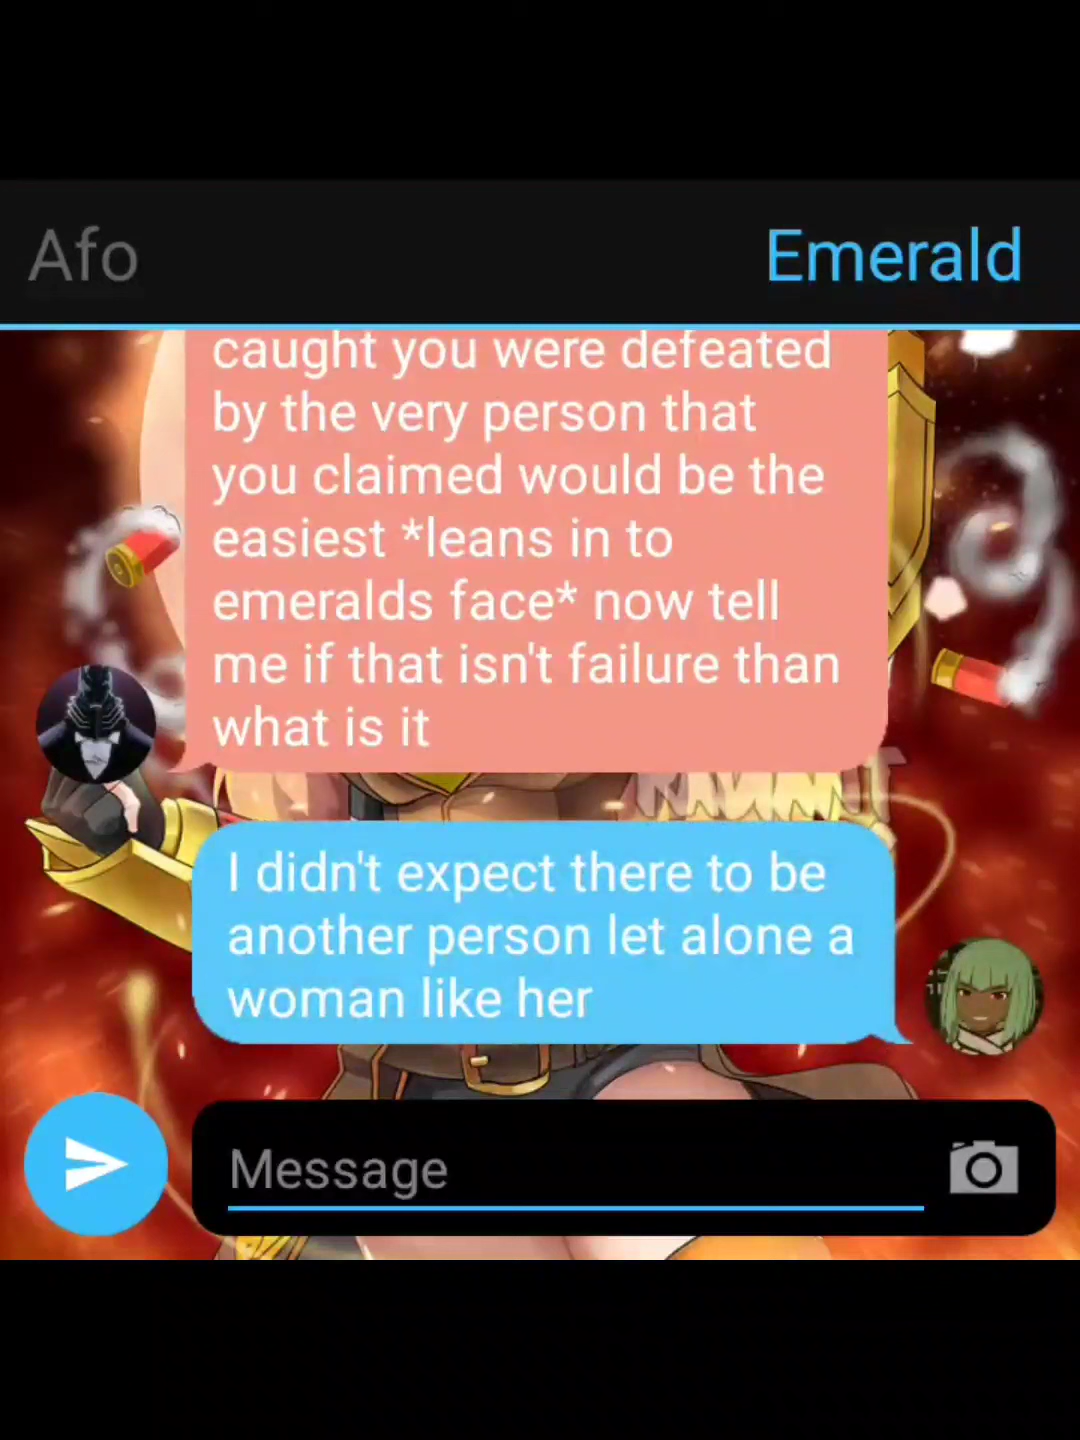 Afo
Emerald
caught you were defeated
by the very person that
you claimed would be the
easiest *leans in to
emeralds face* now tell
me if that isn't failure than
what is it
I didn't expect there to be
another person let alone a
woman like her
Message